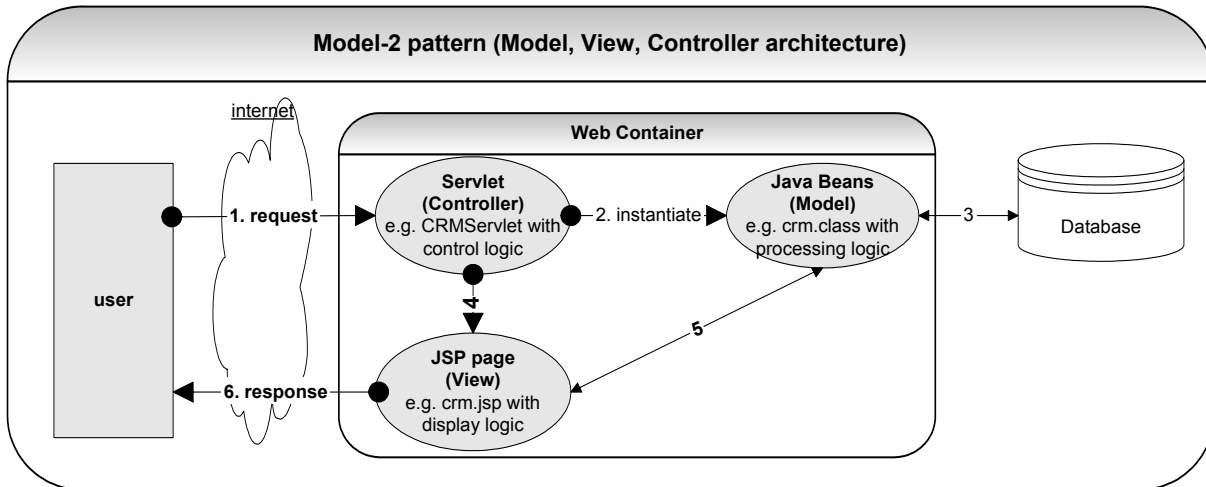 Model-2 pattern (Model, View, Controller architecture)
internet
Web Container
Servlet
(Controller)
e.g. CRMServlet with
control logic
Java Beans
(Model)
e.g. crm.class with
processing logic
1. request
2. instantiate
3
Database
user
4
5
JSP page
(View)
e.g. crm.jsp with
display logic
6. response